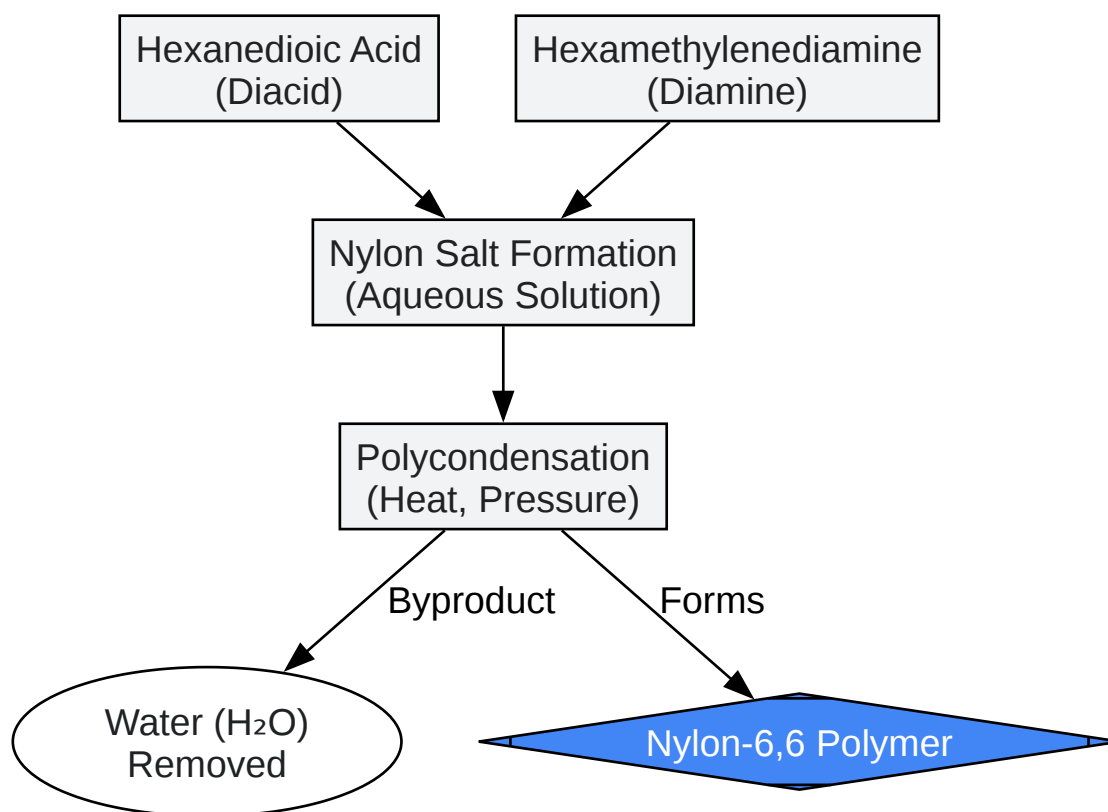 Hexanedioic Acid
(Diacid)
Hexamethylenediamine
(Diamine)
Nylon Salt Formation
(Aqueous Solution)
Polycondensation
(Heat, Pressure)
Byproduct
Forms
Water (H₂O)
Removed
Nylon-6,6 Polymer